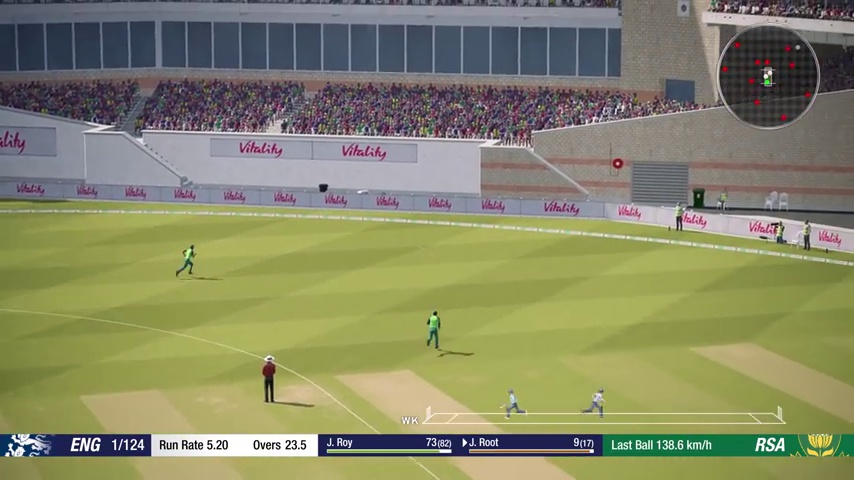 Vitality
Vitality Vitality
Vitality Vitality Vitality Vitality Vitality Vitality Vitality Vitality Vitality Vitality Vitality Vitality Vitality
WK
ENG 1/124 Run Rate 5.20 Overs 23.5 J. Roy 73(82) J. Root 9(17) Last Ball 138.6 km/h RSA